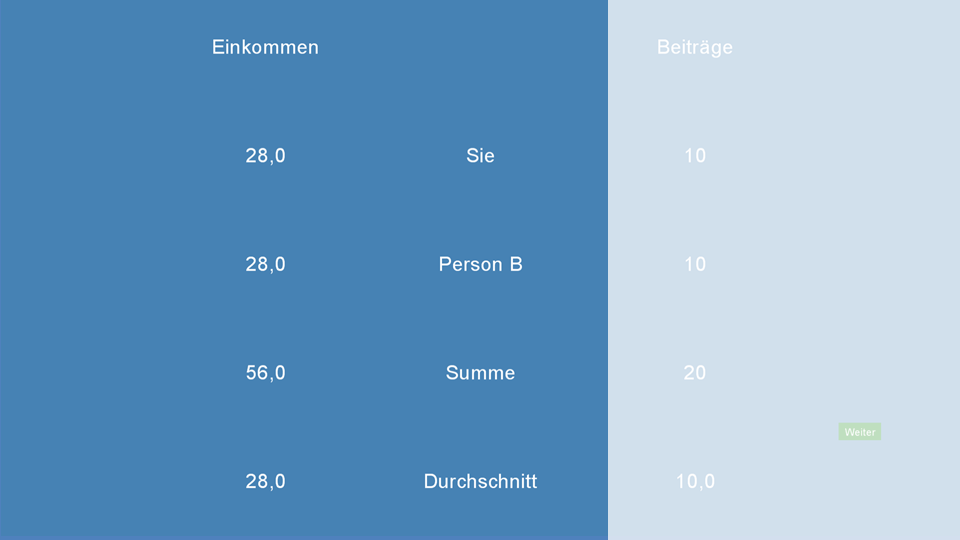 Einkommen Beiträge
28,0 Sie 10
28,0 Person B 10
56,0 Summe 20
Weiter
28,0 Durchschnitt 10,0